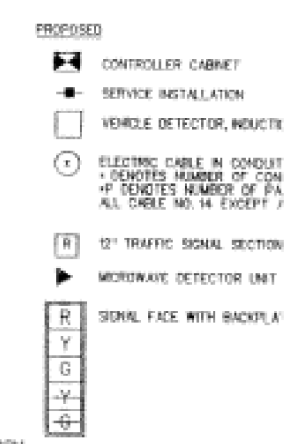 PROPOSED
CONTROLLER CABINET
SERVICE INSTALLATION
VEHICLE DETECTOR, INDUCTI
ELECTRIC CABLE IN CONDUIT
* DENOTES NUMBER OF CON
*P DENOTES NUMBER OF PA
ALL CABLE NO. 14 EXCEPT
R 12" TRAFFIC SIGNAL SECTION
MICROWAVE DETECTOR UNIT
R SIGNAL FACE WITH BACKPLA
Y
G
Y
G